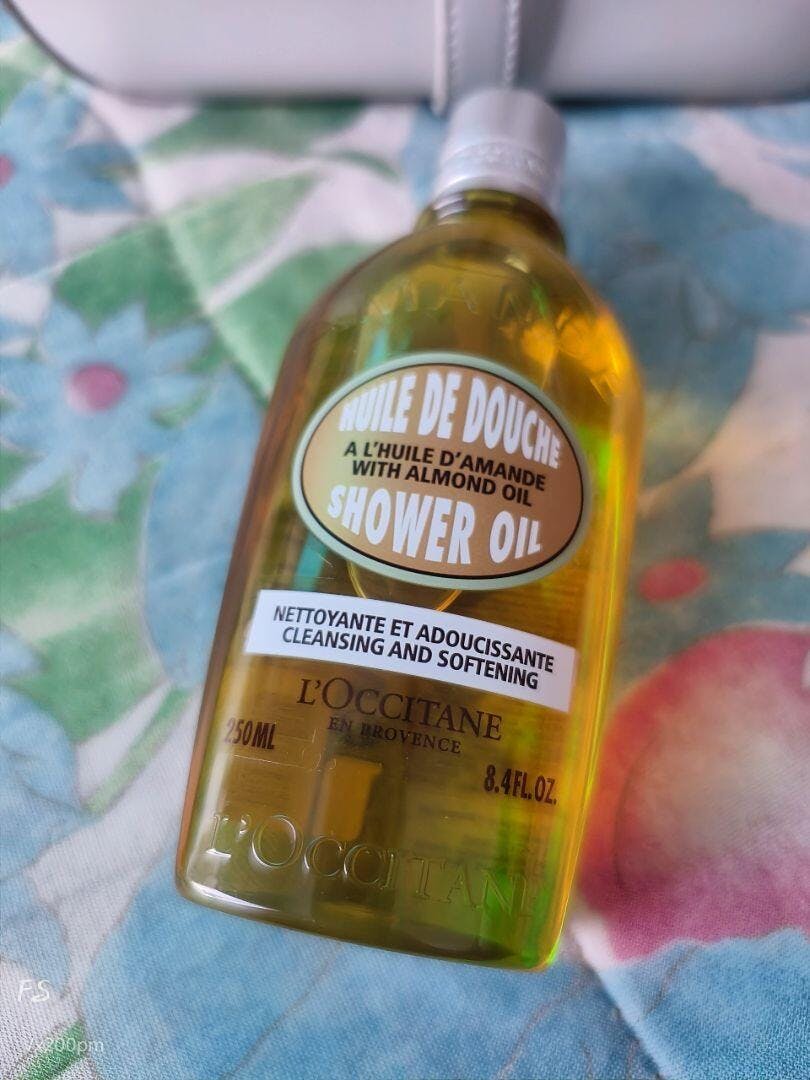 AMAN
HUILE DE DOUCHE
A L'HUILE D'AMANDE
WITH ALMOND OIL
SHOWER OIL
NETTOYANTE ET ADOUCISSANTE
CLEANSING AND SOFTENING
L'OCCITANE
EN PROVENCE
250ML
8.4FL.OZ.
L'OCCITANE
FS